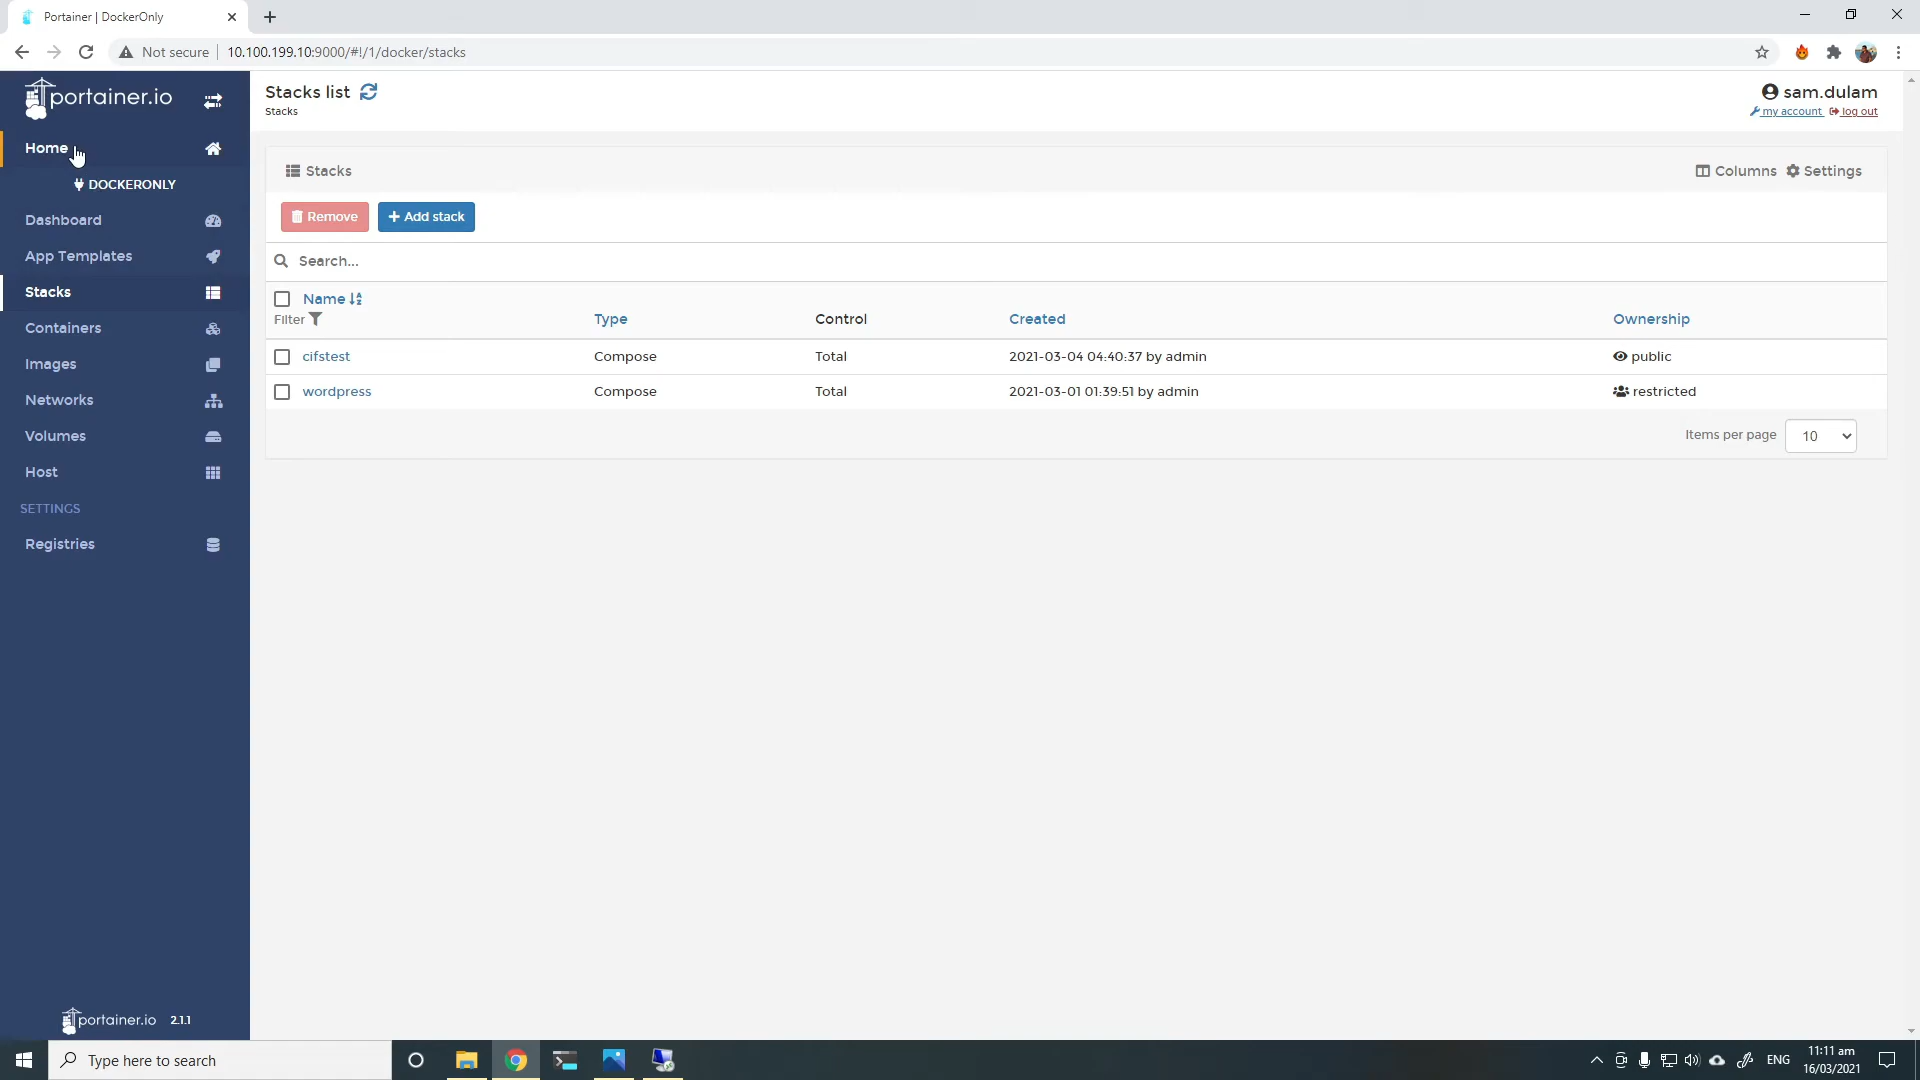 Portainer | DockerOnly
Not secure
10.100.199.10:9000/#!/1/docker/stacks
portainer.io
Stacks list
Stacks
sam.dulam
my account
log out
Home
DOCKERONLY
Dashboard
App Templates
Stacks
Containers
Images
Networks
Volumes
Host
SETTINGS
Registries
Stacks
Columns
Settings
Remove
Add stack
Search...
Name
Filter
Type
Control
Created
Ownership
cifstest Compose Total 2021-03-04 04:40:37 by admin public
wordpress Compose Total 2021-03-01 01:39:51 by admin restricted
Items per page 10
portainer.io 2.1.1
Type here to search
ENG
11:11 am
16/03/2021